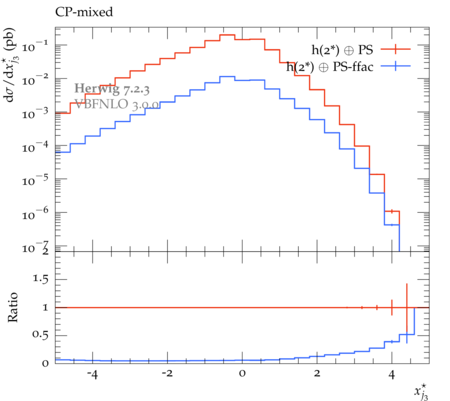 CP-mixed
dσ/dx⋆j3 (pb)
h(2*) ⊕ PS
h(2*) ⊕ PS-ffac
Herwig 7.2.3
VBFNLO 3.0.0
10⁻¹
10⁻²
10⁻³
10⁻⁴
10⁻⁵
10⁻⁶
10⁻⁷
Ratio
2
1.5
1
0.5
0
-4 -2 0 2 4
x⋆j3